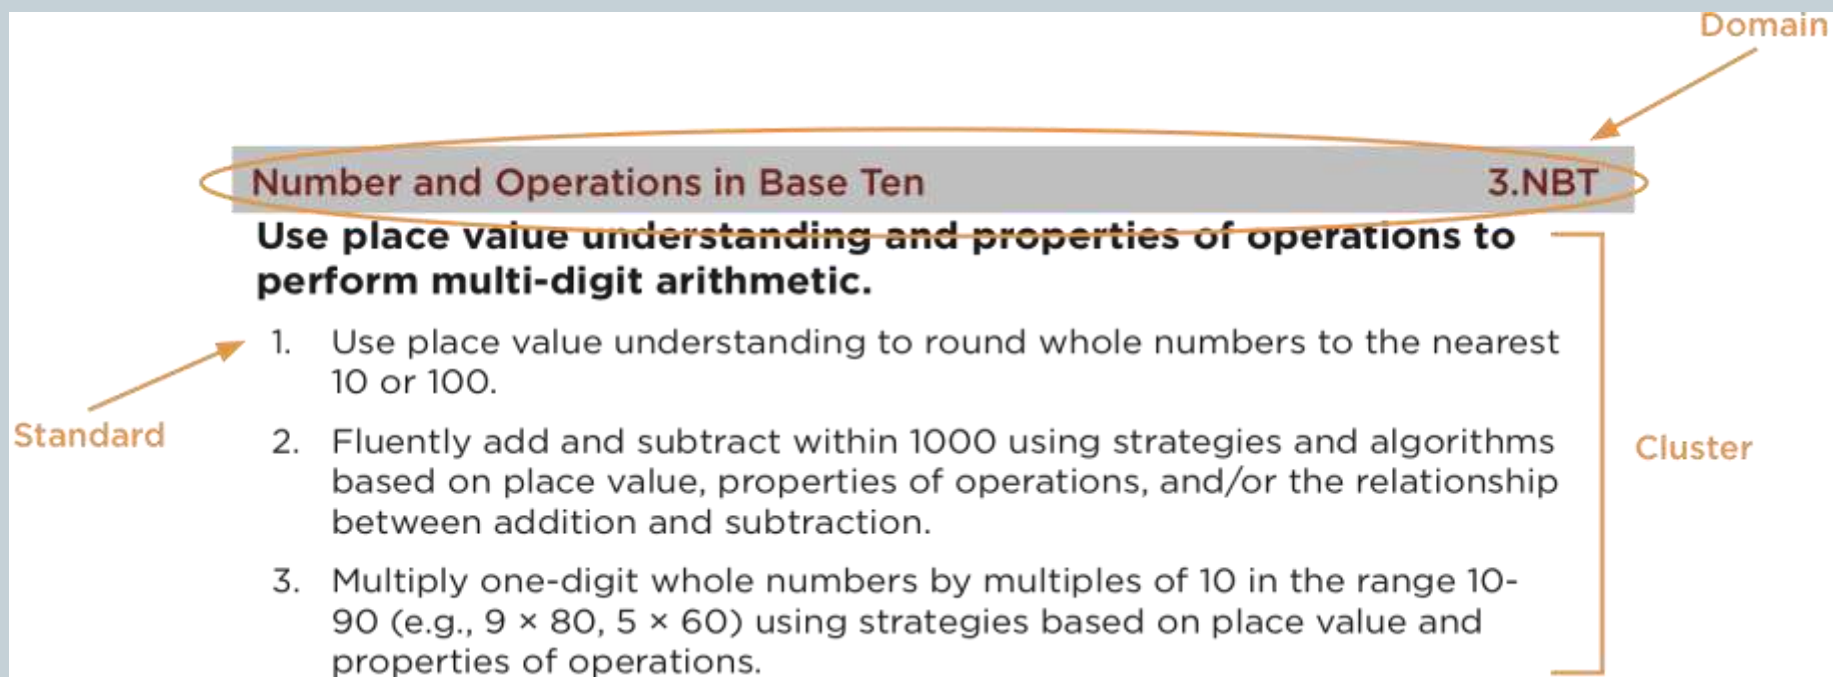 Domain
Number and Operations in Base Ten 3.NBT
Use place value understanding and properties of operations to
perform multi-digit arithmetic.
1. Use place value understanding to round whole numbers to the nearest
10 or 100.
Standard
2. Fluently add and subtract within 1000 using strategies and algorithms
based on place value, properties of operations, and/or the relationship
between addition and subtraction.
Cluster
3. Multiply one-digit whole numbers by multiples of 10 in the range 10-
90 (e.g., 9 × 80, 5 × 60) using strategies based on place value and
properties of operations.